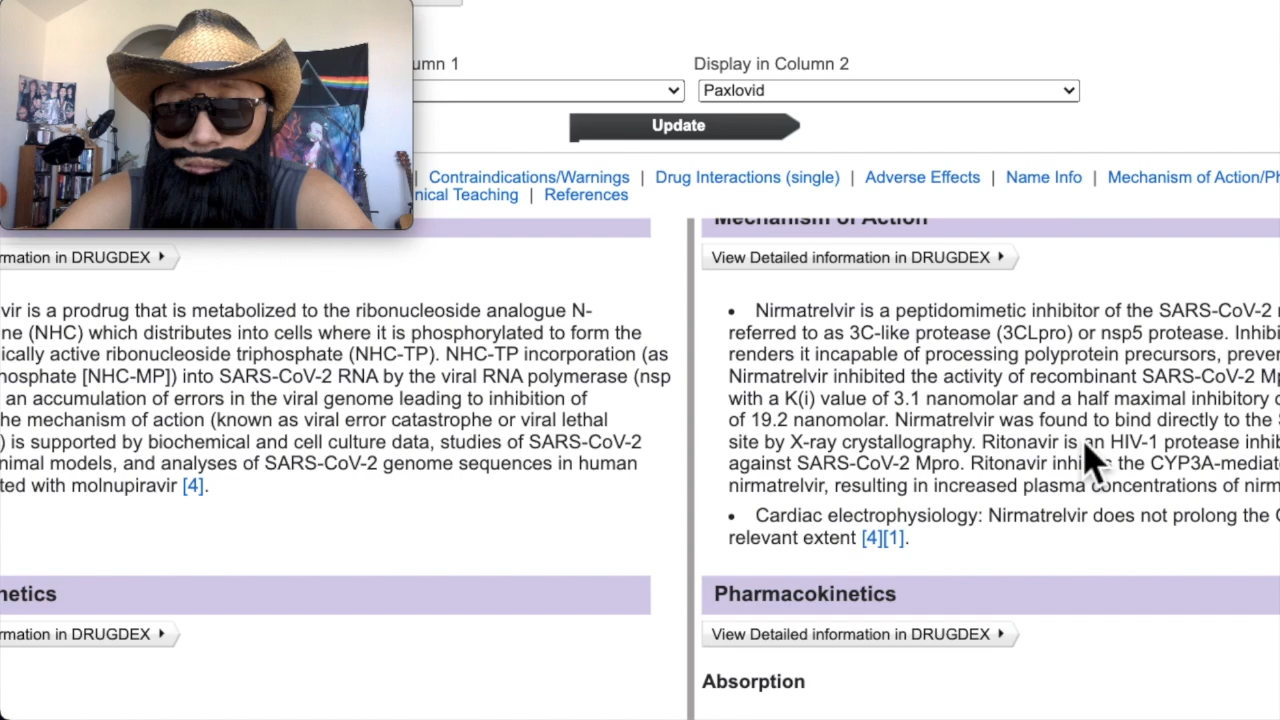 umn 1
Display in Column 2
Paxlovid
Update
| Contraindications/Warnings | Drug Interactions (single) | Adverse Effects | Name Info | Mechanism of Action/Ph
nical Teaching | References
Mechanism of Action
rmation in DRUGDEX
View Detailed information in DRUGDEX
vir is a prodrug that is metabolized to the ribonucleoside analogue N-
ne (NHC) which distributes into cells where it is phosphorylated to form the
ically active ribonucleoside triphosphate (NHC-TP). NHC-TP incorporation (as
hosphate [NHC-MP]) into SARS-CoV-2 RNA by the viral RNA polymerase (nsp
an accumulation of errors in the viral genome leading to inhibition of
he mechanism of action (known as viral error catastrophe or viral lethal
) is supported by biochemical and cell culture data, studies of SARS-CoV-2
nimal models, and analyses of SARS-CoV-2 genome sequences in human
ted with molnupiravir [4].
• Nirmatrelvir is a peptidomimetic inhibitor of the SARS-CoV-2
referred to as 3C-like protease (3CLpro) or nsp5 protease. Inhibi
renders it incapable of processing polyprotein precursors, preven
Nirmatrelvir inhibited the activity of recombinant SARS-CoV-2 Mp
with a K(i) value of 3.1 nanomolar and a half maximal inhibitory
of 19.2 nanomolar. Nirmatrelvir was found to bind directly to the
site by X-ray crystallography. Ritonavir is an HIV-1 protease inhib
against SARS-CoV-2 Mpro. Ritonavir inhibits the CYP3A-mediate
nirmatrelvir, resulting in increased plasma concentrations of nirm
• Cardiac electrophysiology: Nirmatrelvir does not prolong the
relevant extent [4][1].
netics
Pharmacokinetics
rmation in DRUGDEX
View Detailed information in DRUGDEX
Absorption